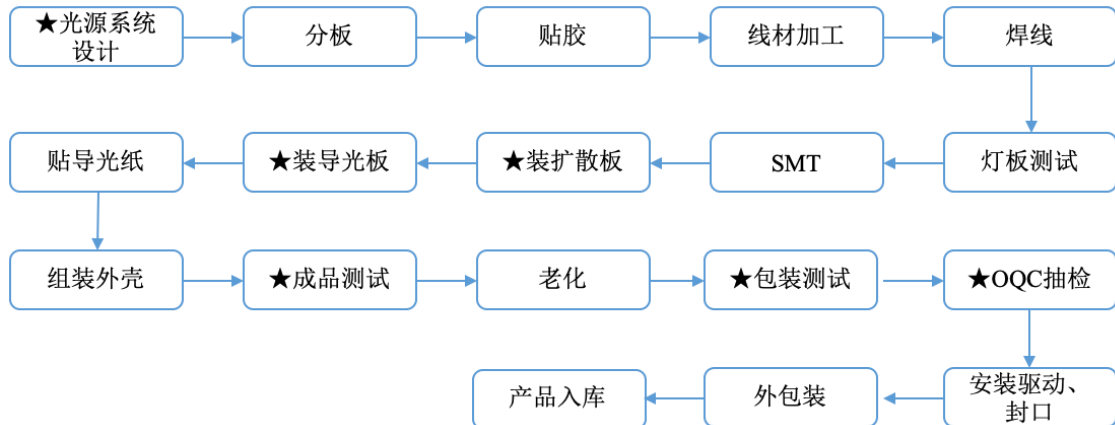 ★光源系统
设计
分板
贴胶
线材加工
焊线
灯板测试
SMT
★装扩散板
★装导光板
贴导光纸
组装外壳
★成品测试
老化
★包装测试
★OQC抽检
安装驱动、
封口
外包装
产品入库